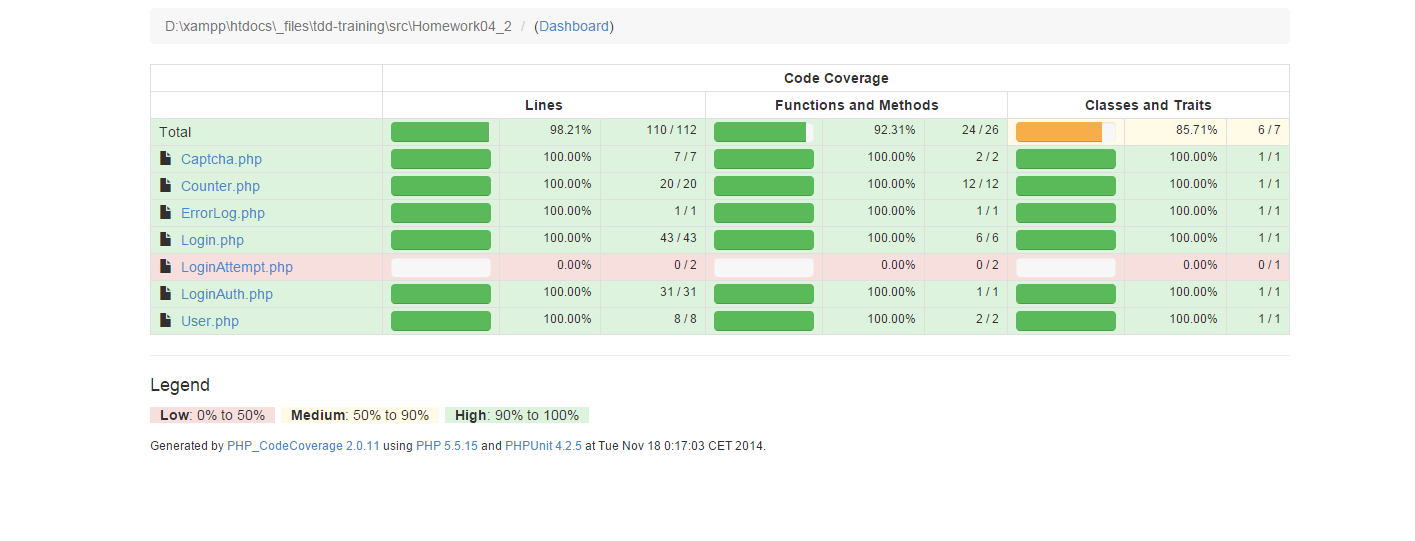 D:\xampp\htdocs\_files\tdd-training\src\Homework04_2 / (Dashboard)
Code Coverage
Lines Functions and Methods Classes and Traits
Total 98.21% 110 / 112 92.31% 24 / 26 85.71% 6 / 7
Captcha.php 100.00% 7 / 7 100.00% 2 / 2 100.00% 1 / 1
Counter.php 100.00% 20 / 20 100.00% 12 / 12 100.00% 1 / 1
ErrorLog.php 100.00% 1 / 1 100.00% 1 / 1 100.00% 1 / 1
Login.php 100.00% 43 / 43 100.00% 6 / 6 100.00% 1 / 1
LoginAttempt.php 0.00% 0 / 2 0.00% 0 / 2 0.00% 0 / 1
LoginAuth.php 100.00% 31 / 31 100.00% 1 / 1 100.00% 1 / 1
User.php 100.00% 8 / 8 100.00% 2 / 2 100.00% 1 / 1
Legend
Low: 0% to 50% Medium: 50% to 90% High: 90% to 100%
Generated by PHP_CodeCoverage 2.0.11 using PHP 5.5.15 and PHPUnit 4.2.5 at Tue Nov 18 0:17:03 CET 2014.